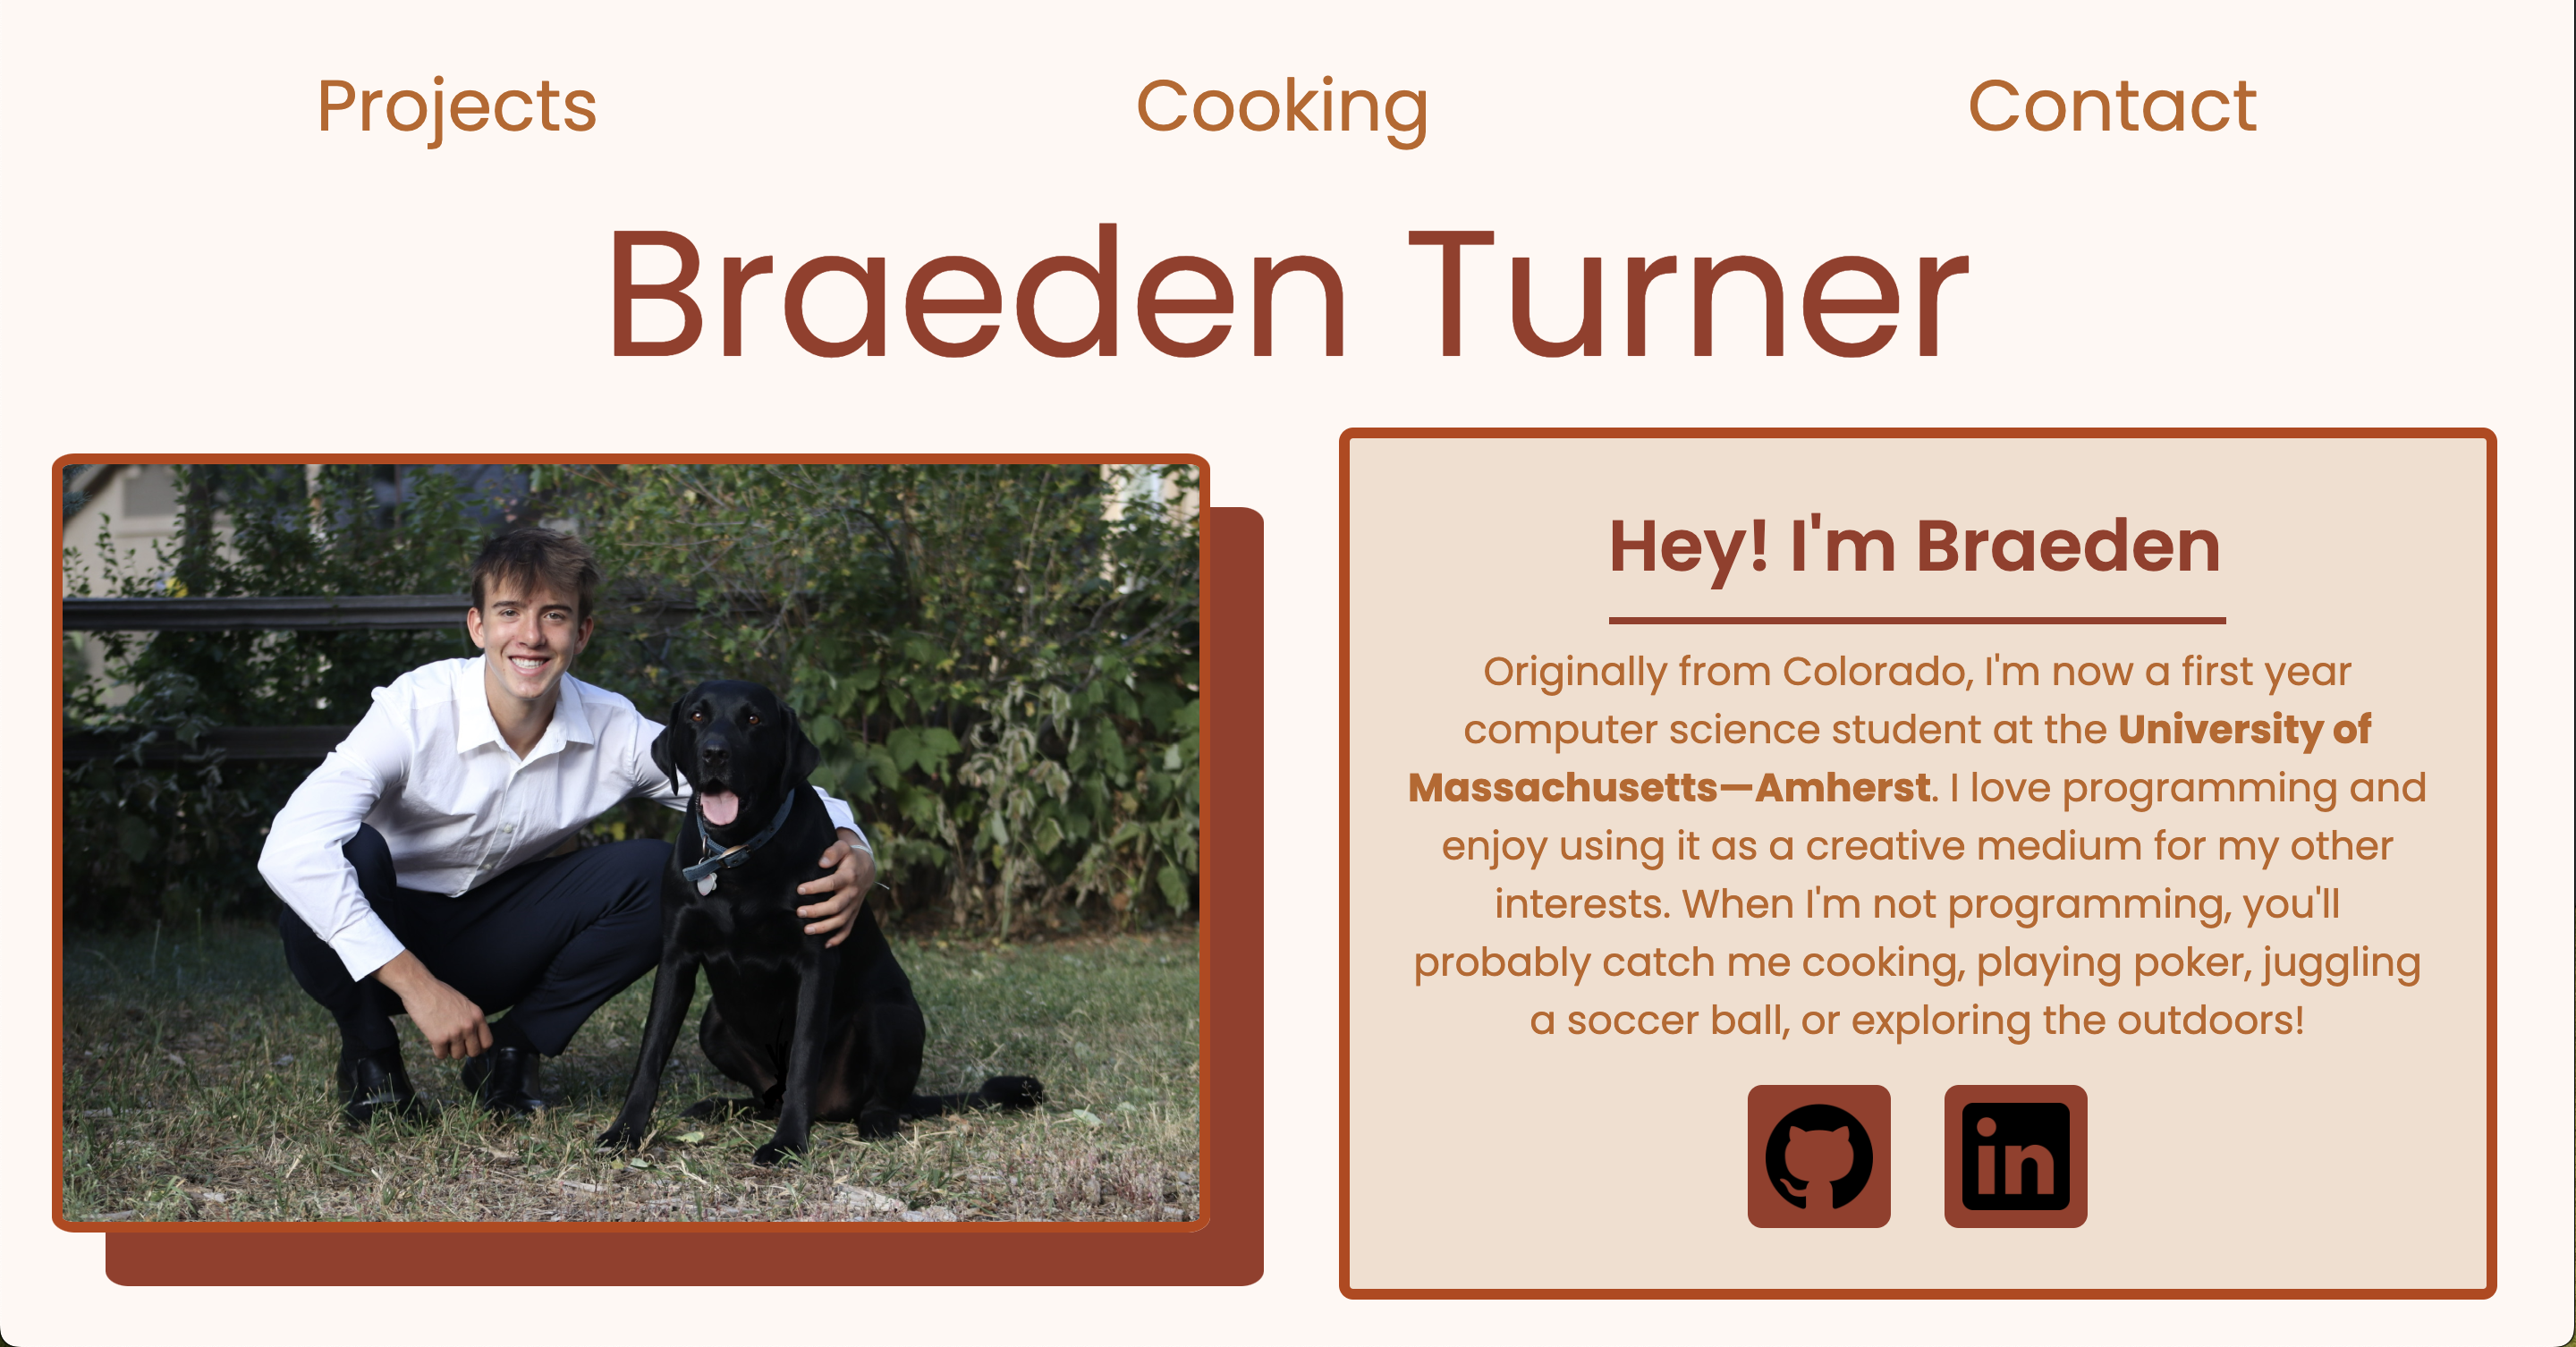 Projects Cooking Contact
Braeden Turner
Hey! I'm Braeden
Originally from Colorado, I'm now a first year
computer science student at the University of
Massachusetts—Amherst. I love programming and
enjoy using it as a creative medium for my other
interests. When I'm not programming, you'll
probably catch me cooking, playing poker, juggling
a soccer ball, or exploring the outdoors!
in